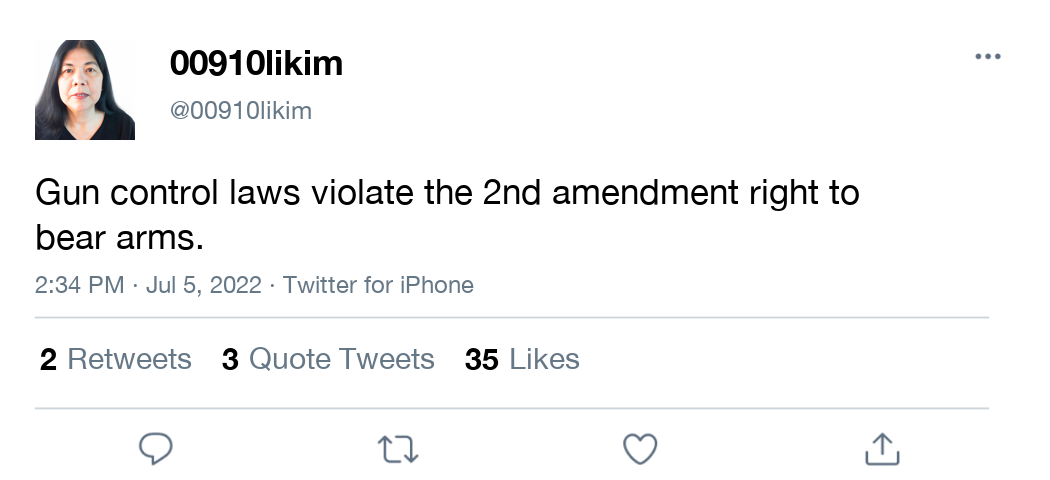 00910likim
@00910likim
Gun control laws violate the 2nd amendment right to
bear arms.
2:34 PM · Jul 5, 2022 · Twitter for iPhone
2 Retweets 3 Quote Tweets 35 Likes